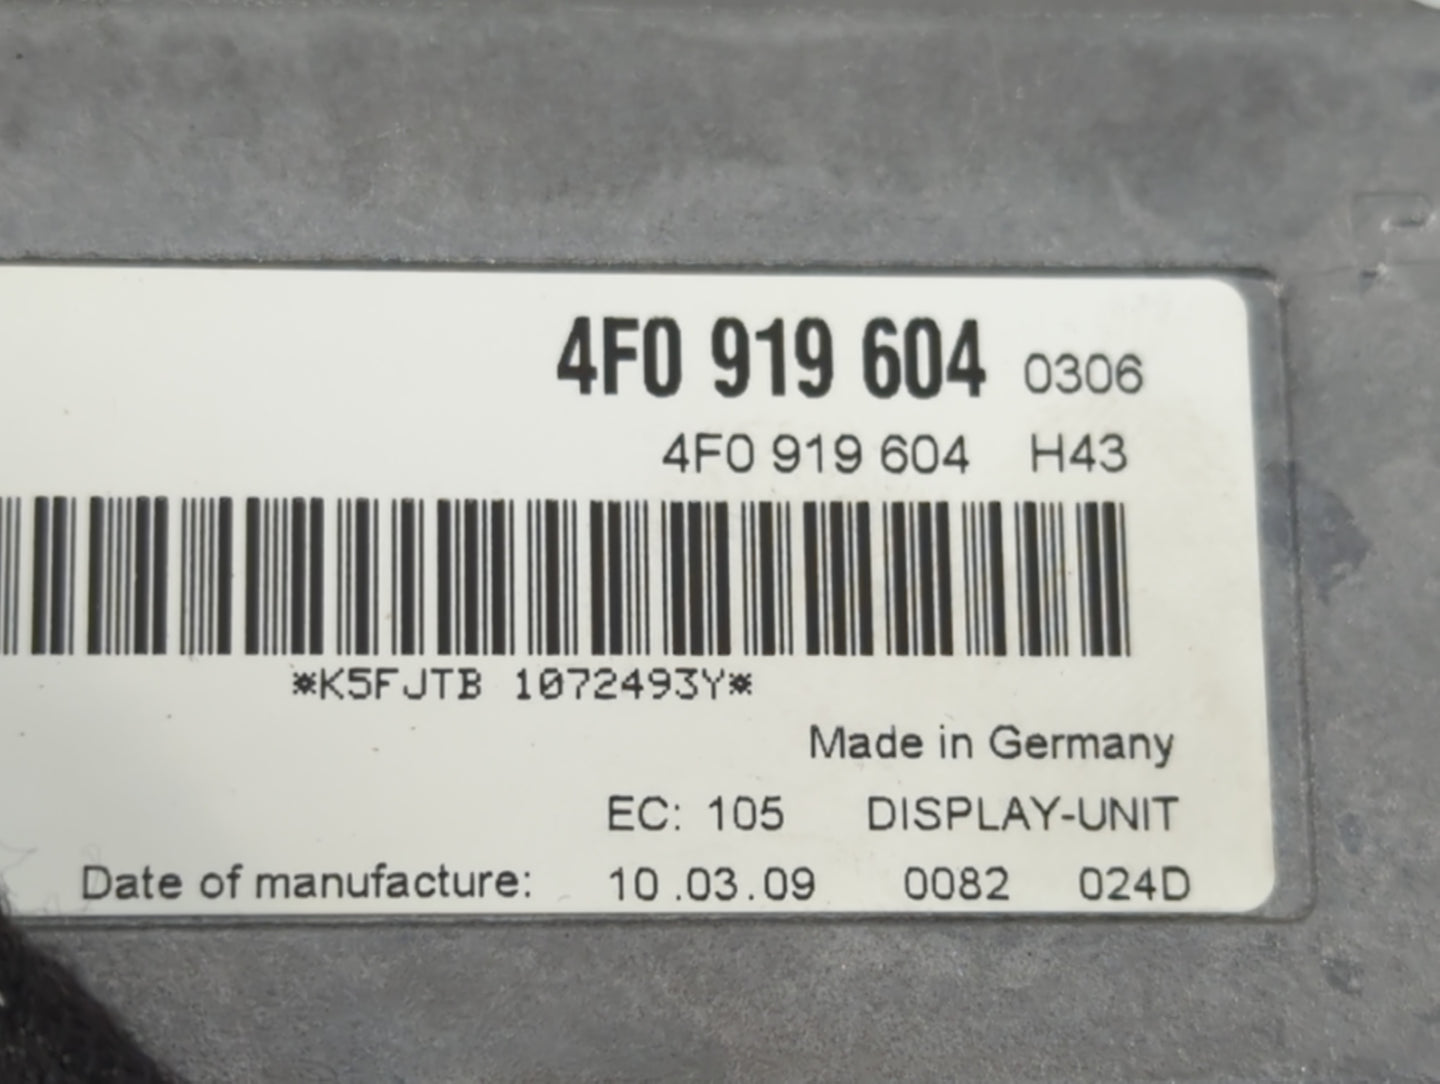 4F0 919 604 0306
4F0 919 604 H43
*K5FJTB 1072493Y*
Made in Germany
EC: 105 DISPLAY-UNIT
Date of manufacture: 10.03.09 0082 024D